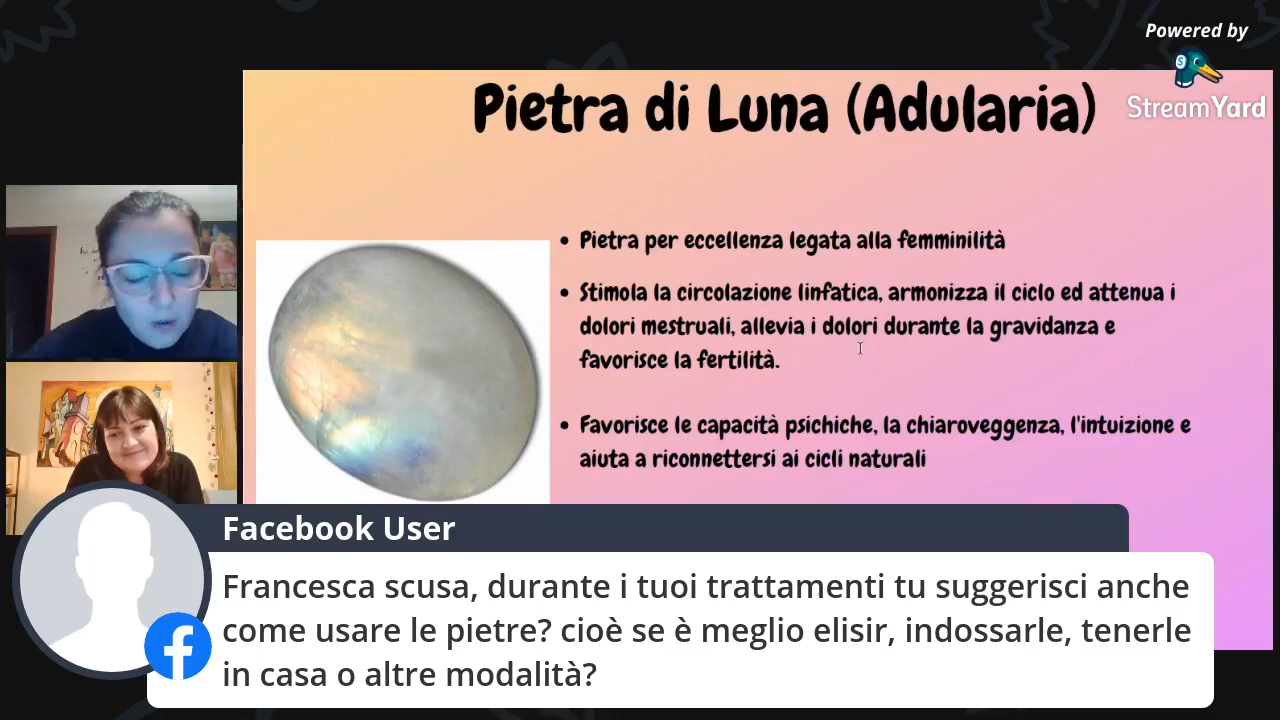 Powered by
StreamYard
Pietra di Luna (Adularia)
• Pietra per eccellenza legata alla femminilità
• Stimola la circolazione linfatica, armonizza il ciclo ed attenua i
dolori mestruali, allevia i dolori durante la gravidanza e
favorisce la fertilità.
• Favorisce le capacità psichiche, la chiaroveggenza, l'intuizione e
aiuta a riconnettersi ai cicli naturali
Facebook User
Francesca scusa, durante i tuoi trattamenti tu suggerisci anche
come usare le pietre? cioè se è meglio elisir, indossarle, tenerle
in casa o altre modalità?